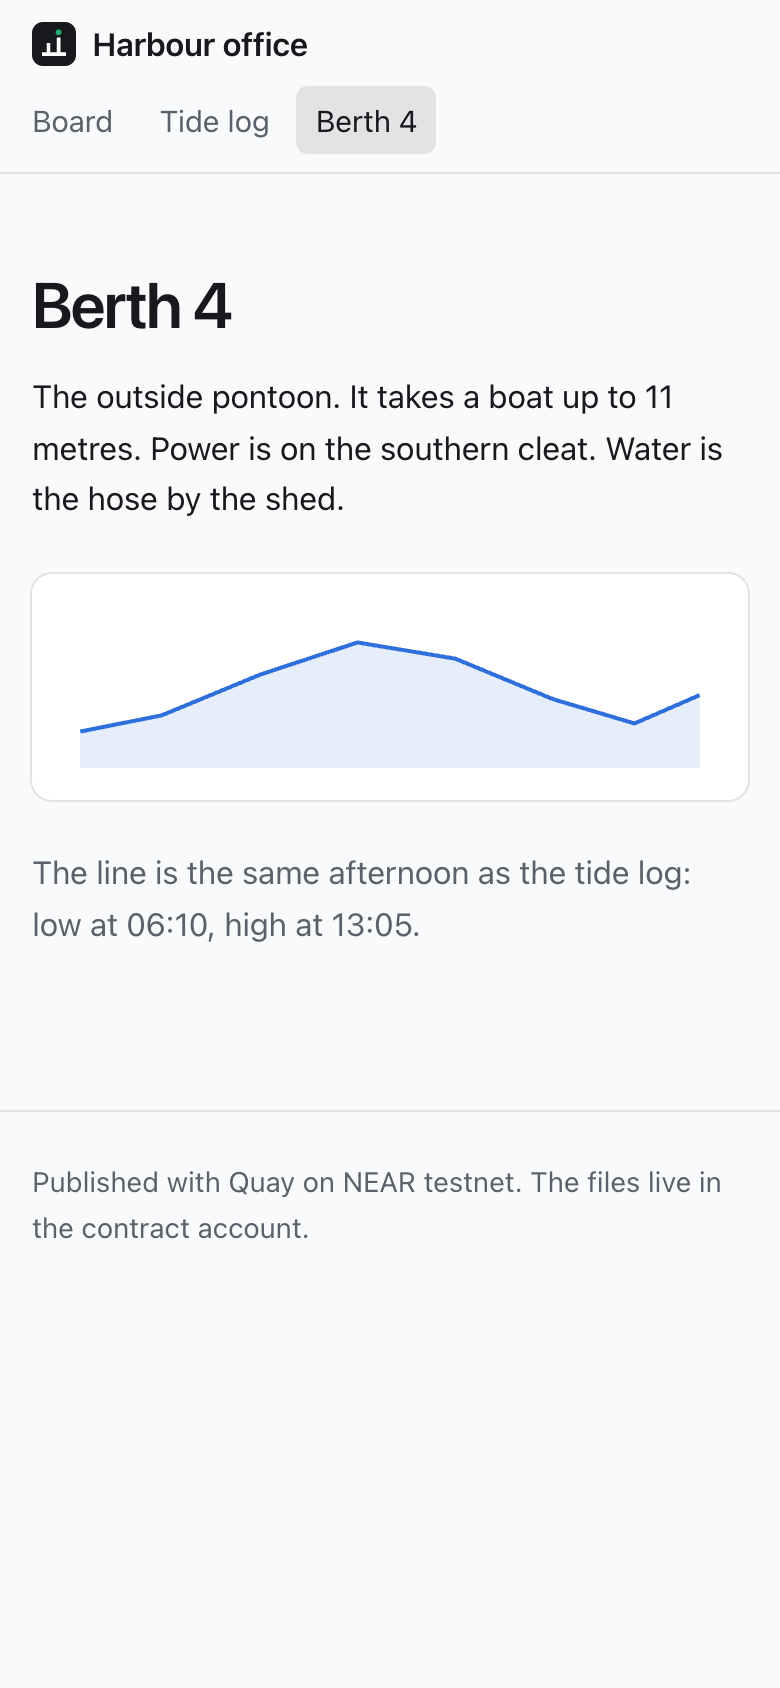 Harbour office
Board Tide log Berth 4
Berth 4
The outside pontoon. It takes a boat up to 11
metres. Power is on the southern cleat. Water is
the hose by the shed.
The line is the same afternoon as the tide log:
low at 06:10, high at 13:05.
Published with Quay on NEAR testnet. The files live in
the contract account.